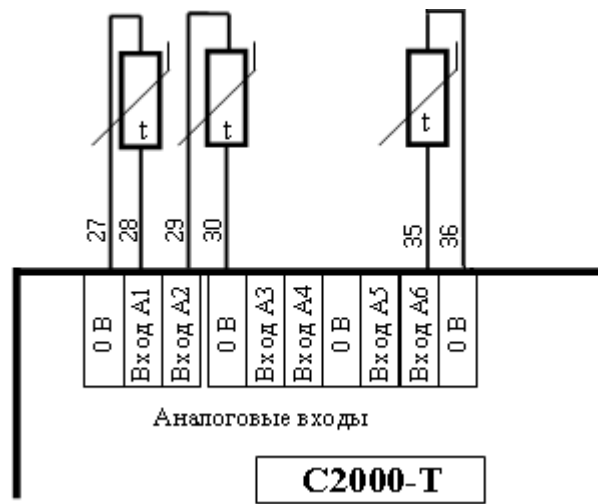 t t t
27 28 29 30 35 36
0 В Вход А1 Вход А2 0 В Вход А3 Вход А4 0 В Вход А5 Вход А6 0 В
Аналоговые входы
С2000-Т